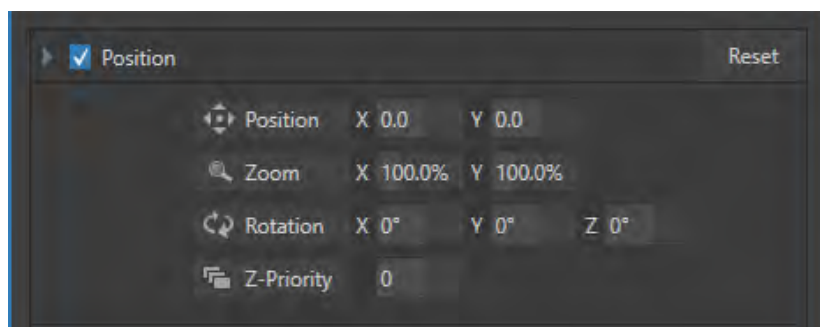 Position Reset
Position X 0.0 Y 0.0
Zoom X 100.0% Y 100.0%
Rotation X 0° Y 0° Z 0°
Z-Priority 0